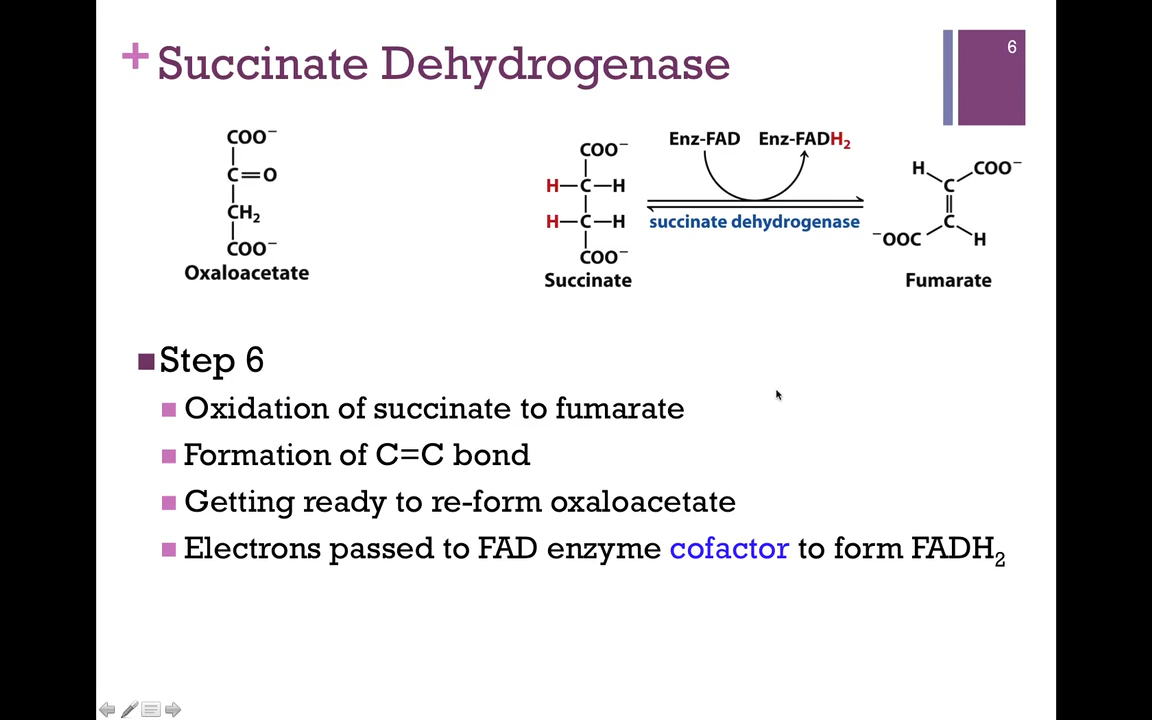 + Succinate Dehydrogenase
6
COO⁻
C=O
CH₂
COO⁻
Oxaloacetate
COO⁻
H—C—H
H—C—H
COO⁻
Succinate
Enz-FAD Enz-FADH₂
succinate dehydrogenase
H COO⁻
C
C
⁻OOC H
Fumarate
Step 6
Oxidation of succinate to fumarate
Formation of C=C bond
Getting ready to re-form oxaloacetate
Electrons passed to FAD enzyme cofactor to form FADH₂